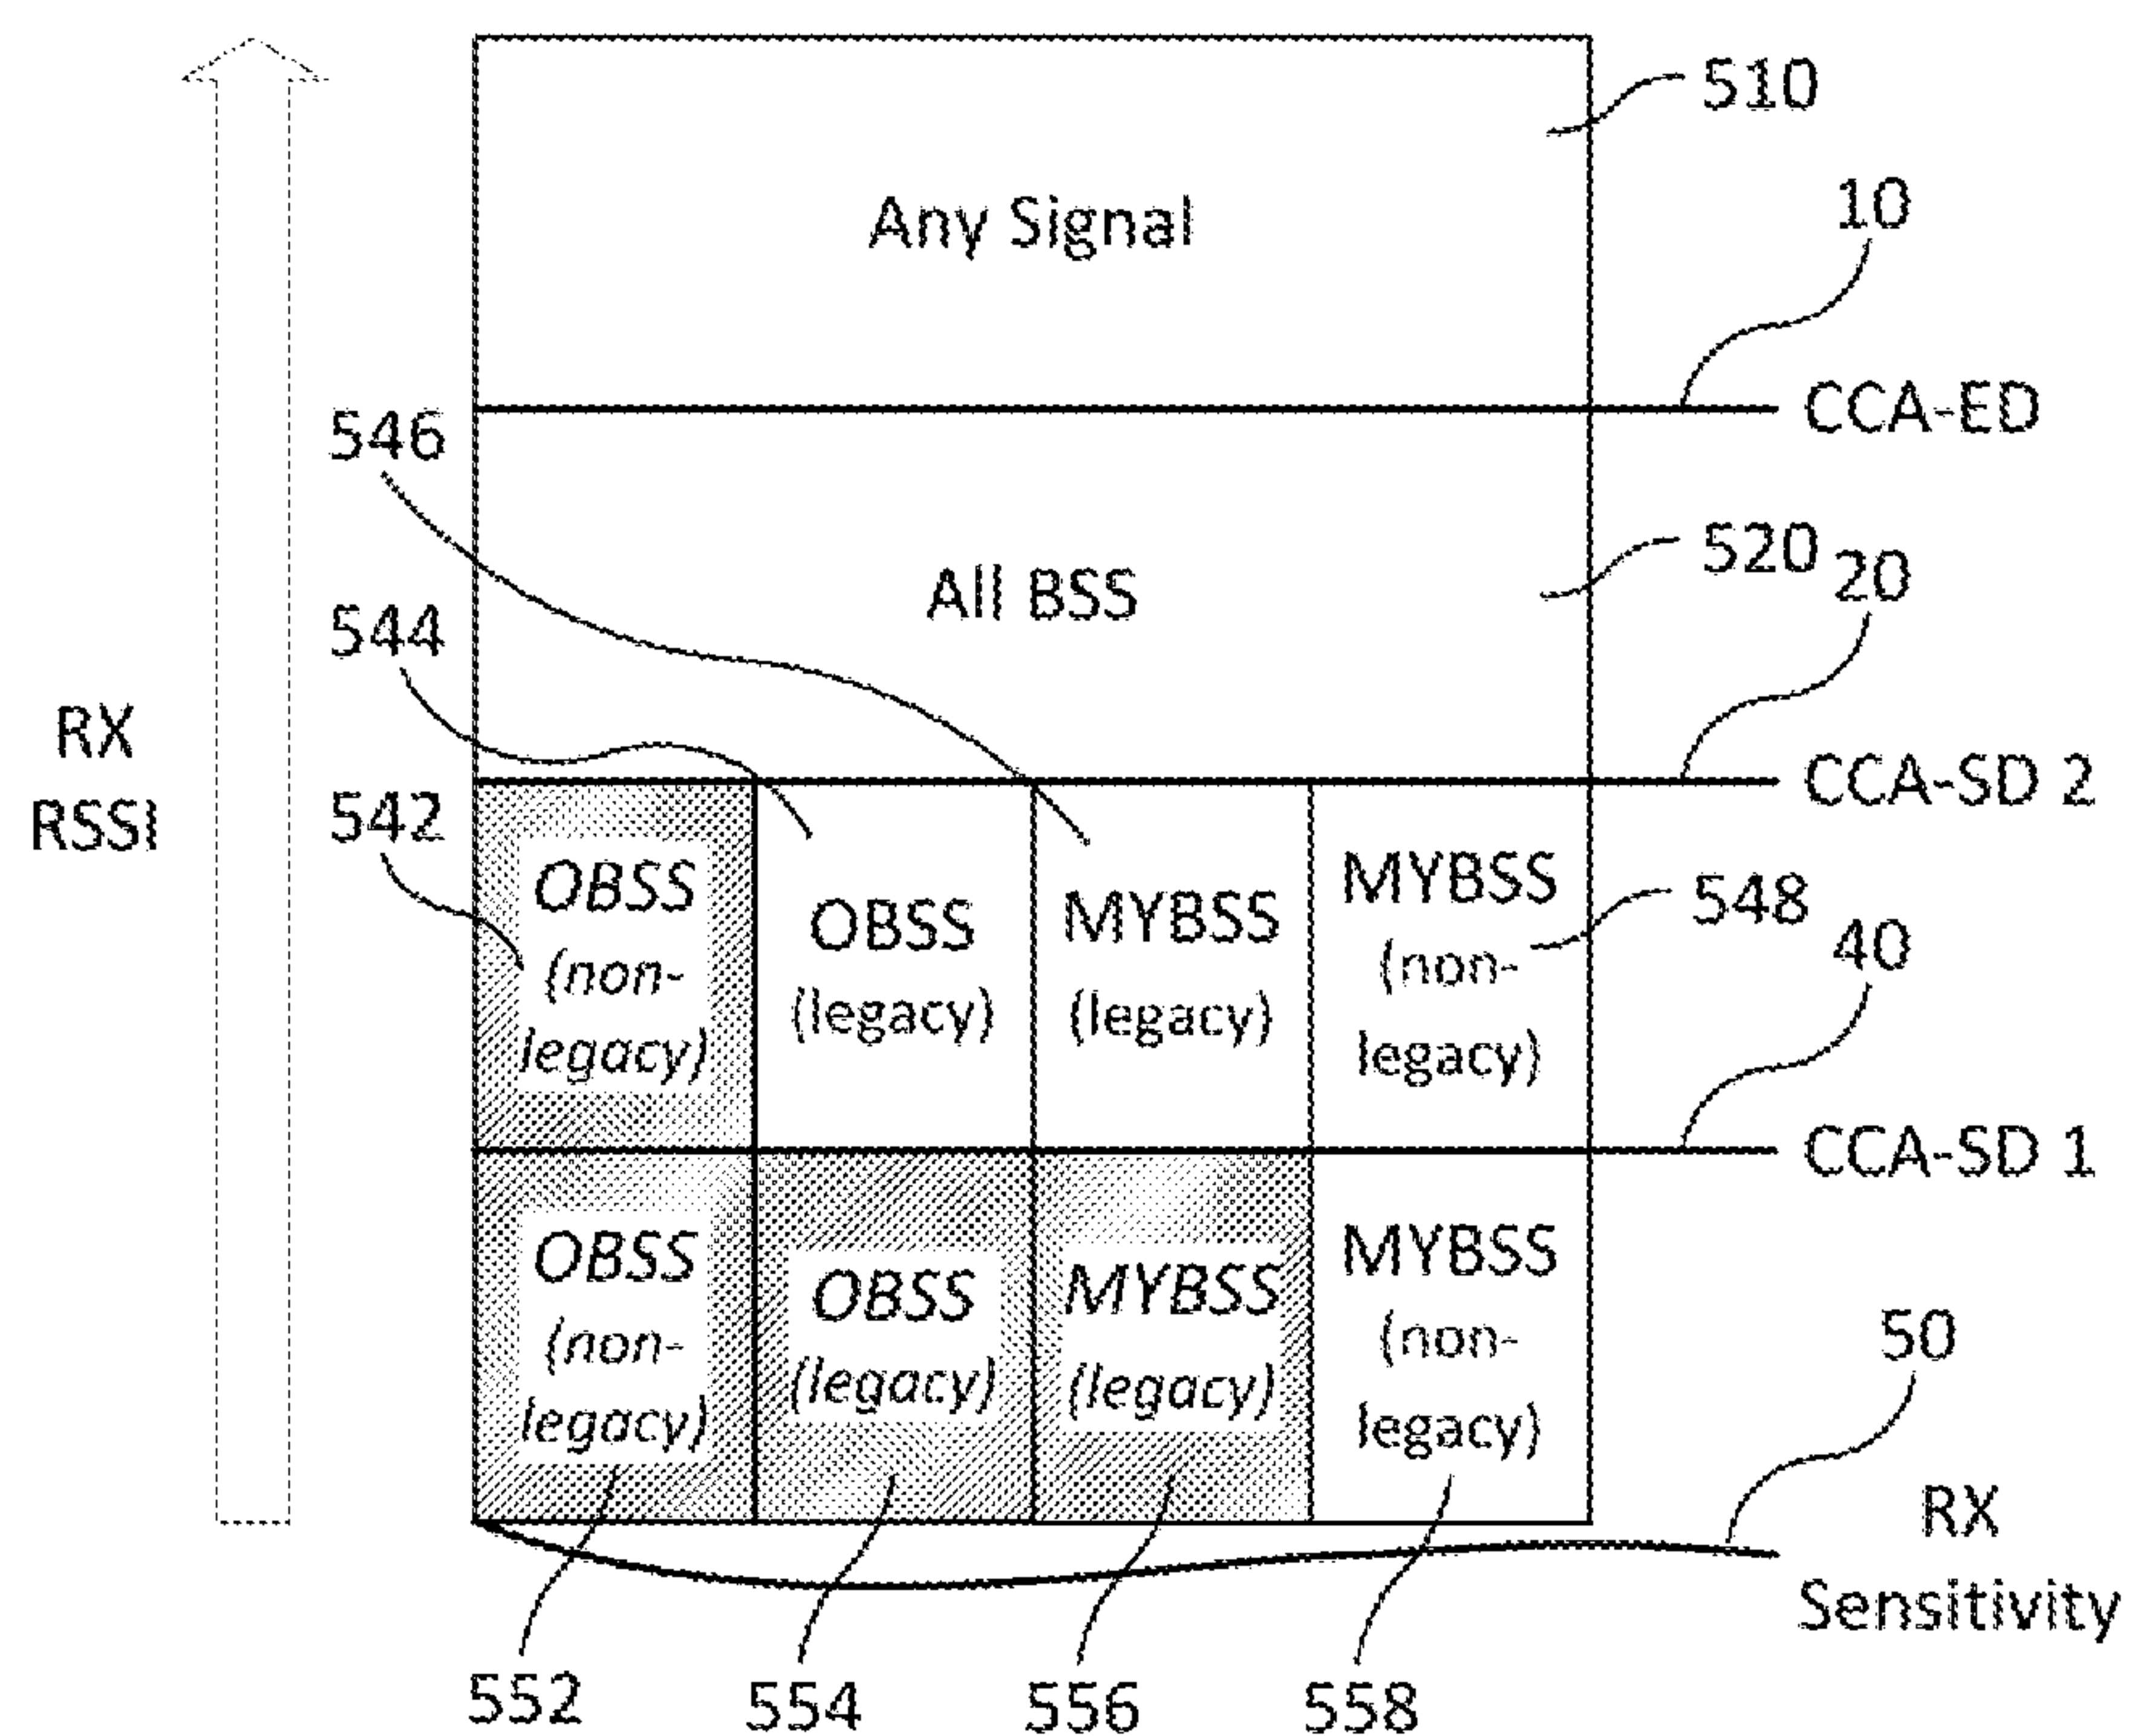 510
Any Signal
10
CCA-ED
546
520
20
All BSS
544
RX
RSSI
CCA-SD 2
542
OBSS
(non-
legacy)
OBSS
(legacy)
MYBSS
(legacy)
MYBSS
(non-
legacy)
548
40
CCA-SD 1
OBSS
(non-
legacy)
OBSS
(legacy)
MYBSS
(legacy)
MYBSS
(non-
legacy)
50
RX
Sensitivity
552
554
556
558